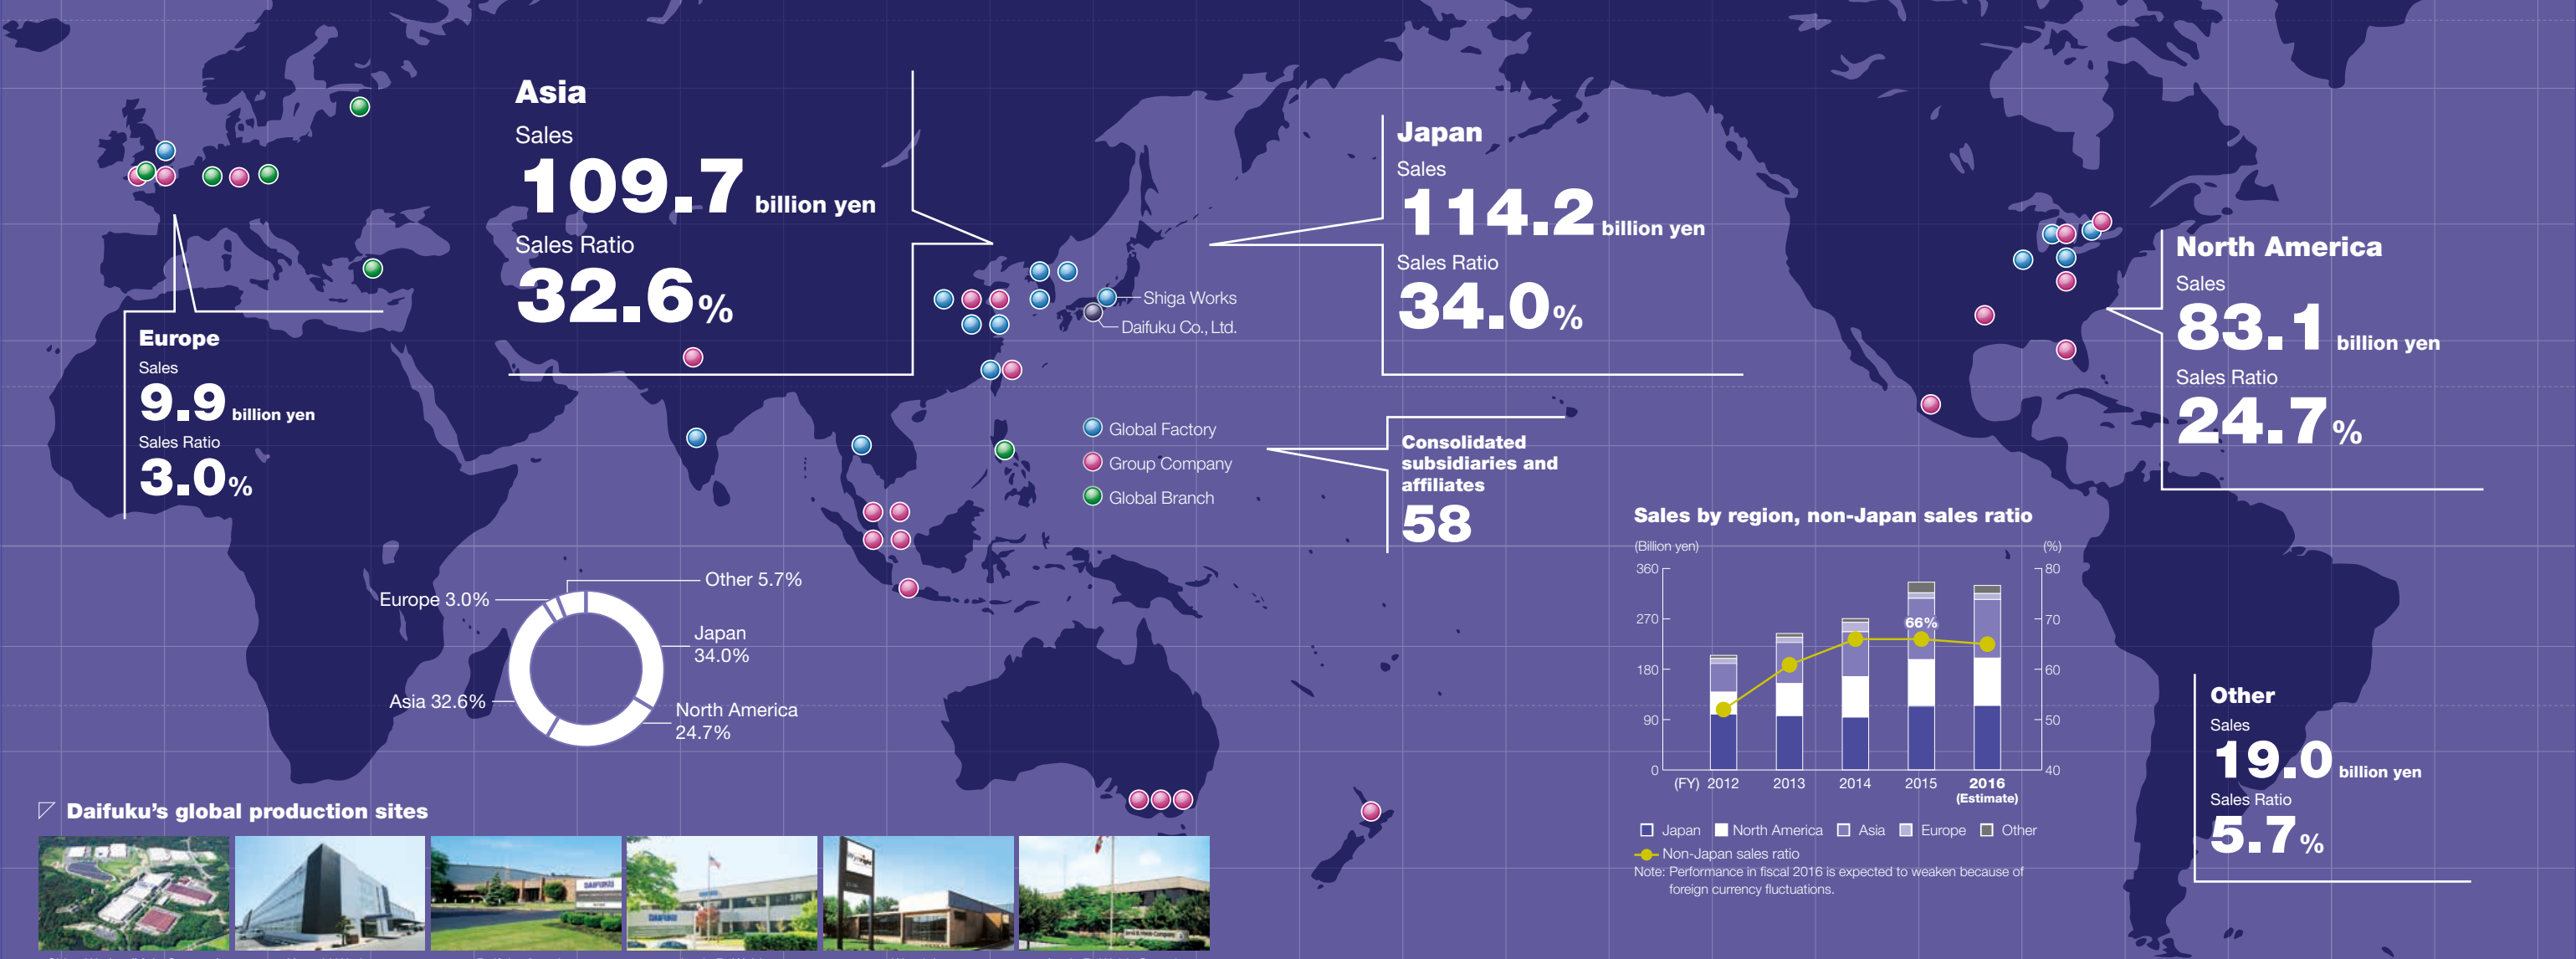 Asia
Sales
109.7 billion yen
Sales Ratio
32.6%
Japan
Sales
114.2 billion yen
Sales Ratio
34.0%
North America
Sales
83.1 billion yen
Sales Ratio
24.7%
Europe
Sales
9.9 billion yen
Sales Ratio
3.0%
Shiga Works
Daifuku Co., Ltd.
Global Factory
Group Company
Global Branch
Consolidated
subsidiaries and
affiliates
58
Other 5.7%
Europe 3.0%
Japan
34.0%
Asia 32.6%
North America
24.7%
Sales by region, non-Japan sales ratio
(Billion yen)
(%)
360
270
180
90
0
80
70
60
50
40
66%
(FY) 2012 2013 2014 2015 2016
(Estimate)
Japan North America Asia Europe Other
Non-Japan sales ratio
Note: Performance in fiscal 2016 is expected to weaken because of
foreign currency fluctuations.
Other
Sales
19.0 billion yen
Sales Ratio
5.7%
Daifuku's global production sites
DAIFUKU
DAIFUKU